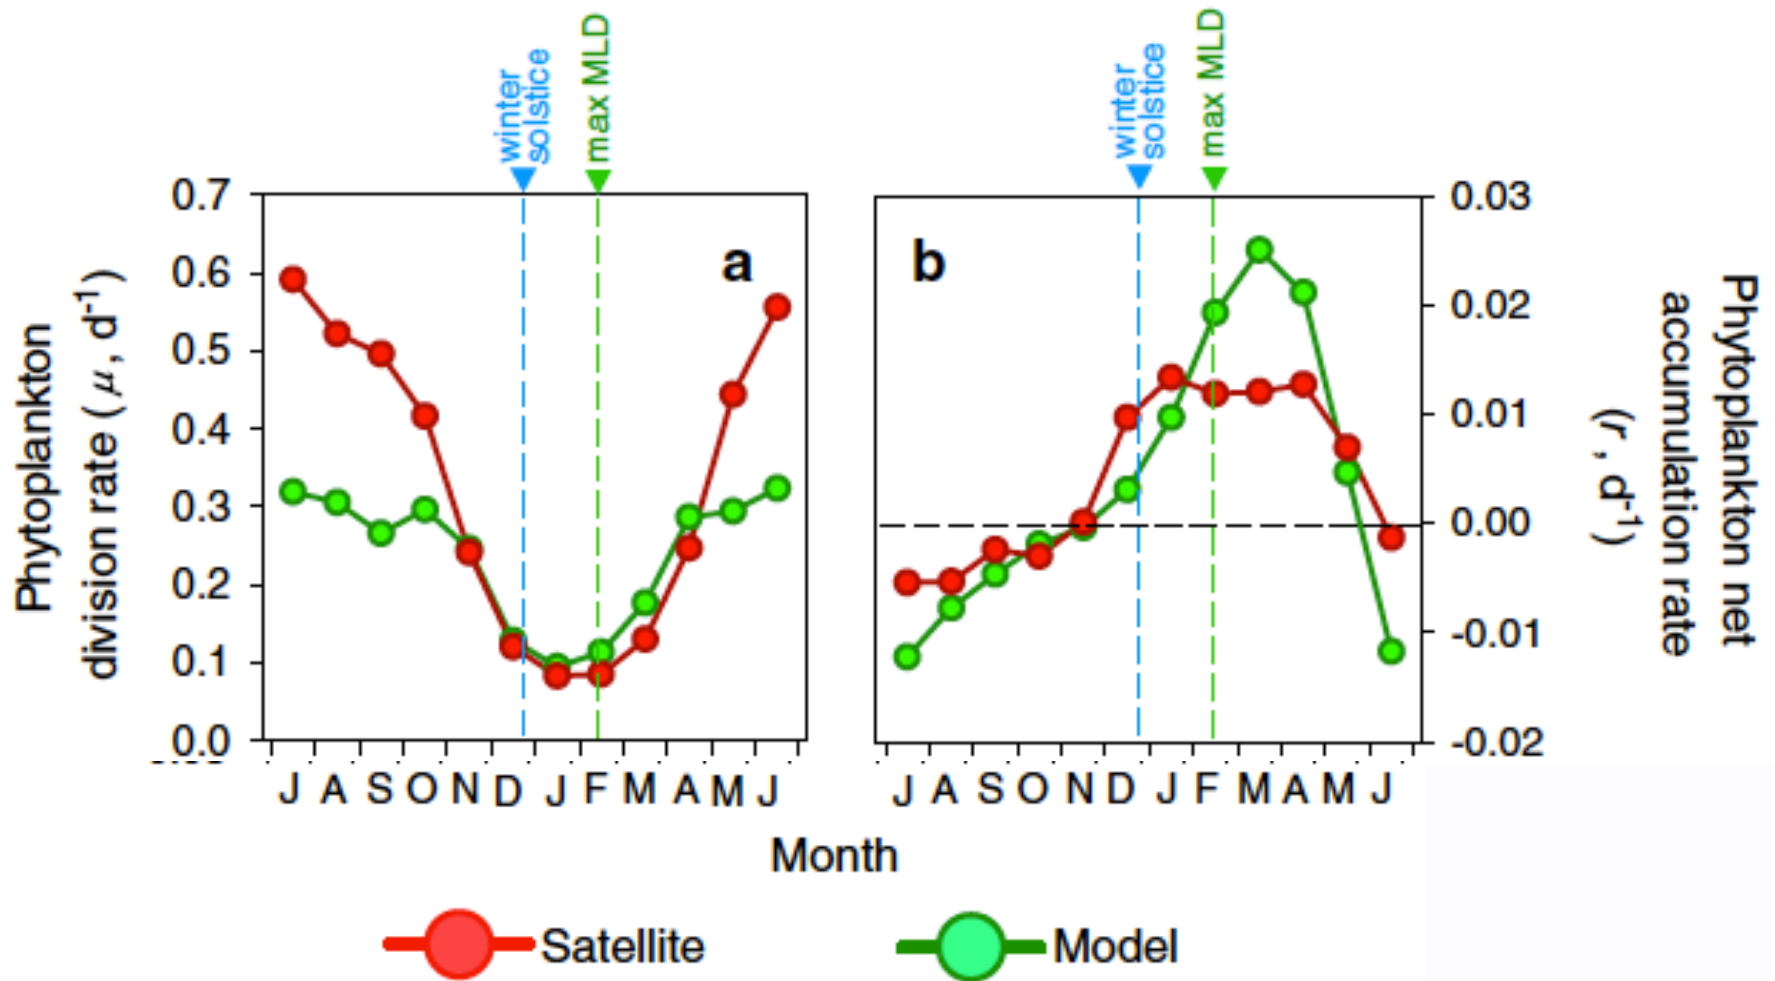 winter
solstice
max MLD
winter
solstice
max MLD
Phytoplankton
division rate (μ, d-1)
0.7
0.6
0.5
0.4
0.3
0.2
0.1
0.0
a
J A S O N D J F M A M J
b
0.03
0.02
0.01
0.00
-0.01
-0.02
Phytoplankton net
accumulation rate
(r, d-1)
J A S O N D J F M A M J
Month
Satellite
Model